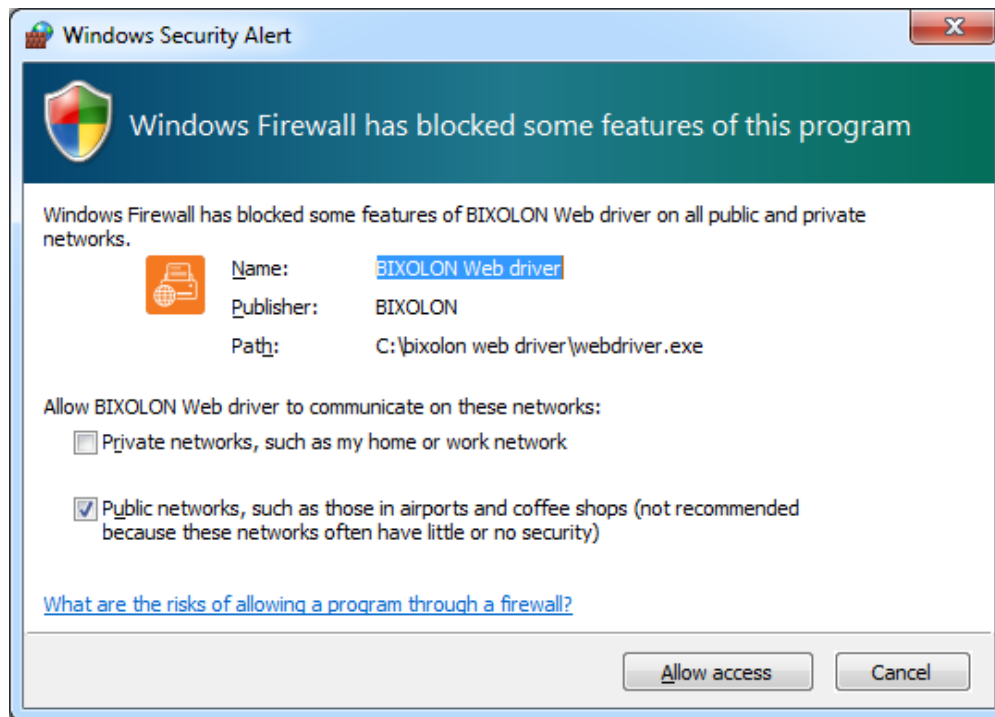 Windows Security Alert
Windows Firewall has blocked some features of this program
Windows Firewall has blocked some features of BIXOLON Web driver on all public and private
networks.
Name: BIXOLON Web driver
Publisher: BIXOLON
Path: C:\bixolon web driver\webdriver.exe
Allow BIXOLON Web driver to communicate on these networks:
Private networks, such as my home or work network
Public networks, such as those in airports and coffee shops (not recommended
because these networks often have little or no security)
What are the risks of allowing a program through a firewall?
Allow access Cancel